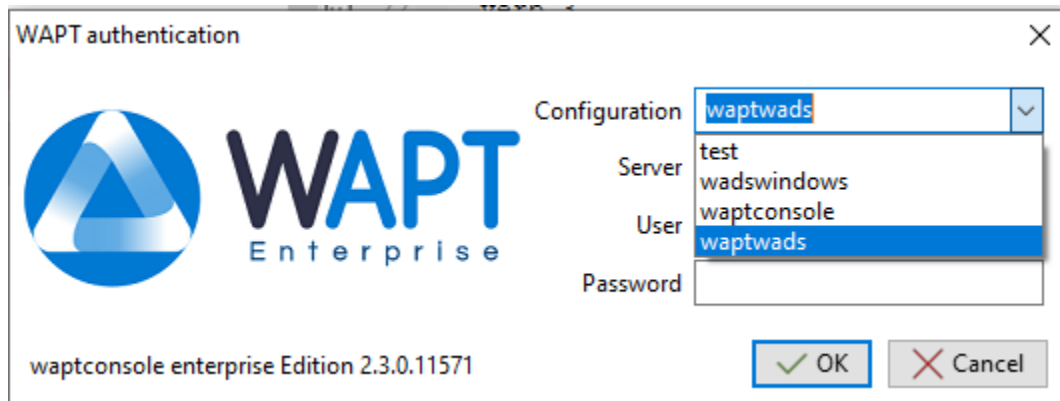 WAPT authentication
Configuration
waptwads
test
wadswindows
waptconsole
waptwads
Server
User
Password
WAPT
Enterprise
waptconsole enterprise Edition 2.3.0.11571
OK
Cancel